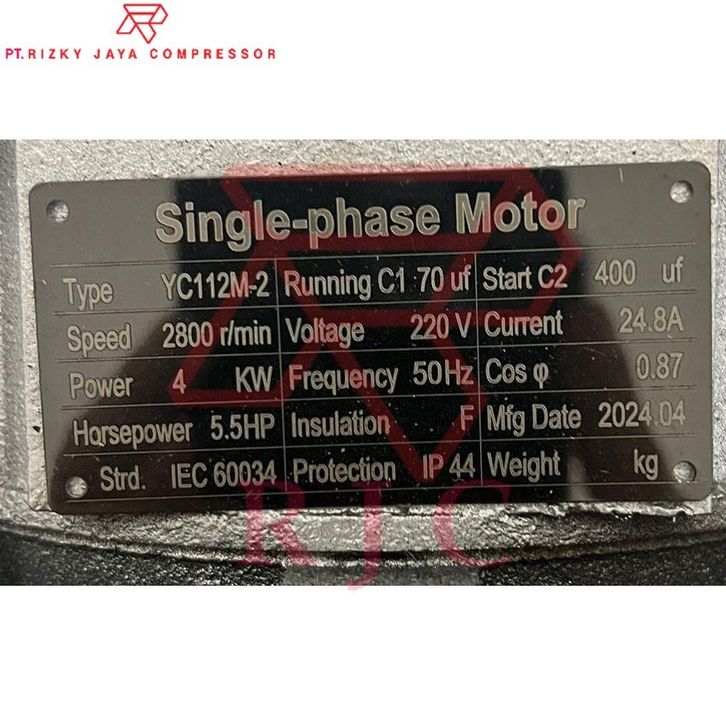 PT.RIZKY JAYA COMPRESSOR
Single-phase Motor
Type YC112M-2 Running C1 70 uf Start C2 400 uf
Speed 2800 r/min Voltage 220 V Current 24.8A
Power 4 KW Frequency 50Hz Cos φ 0.87
Horsepower 5.5HP Insulation F Mfg Date 2024.04
Strd. IEC 60034 Protection IP 44 Weight kg
RJC